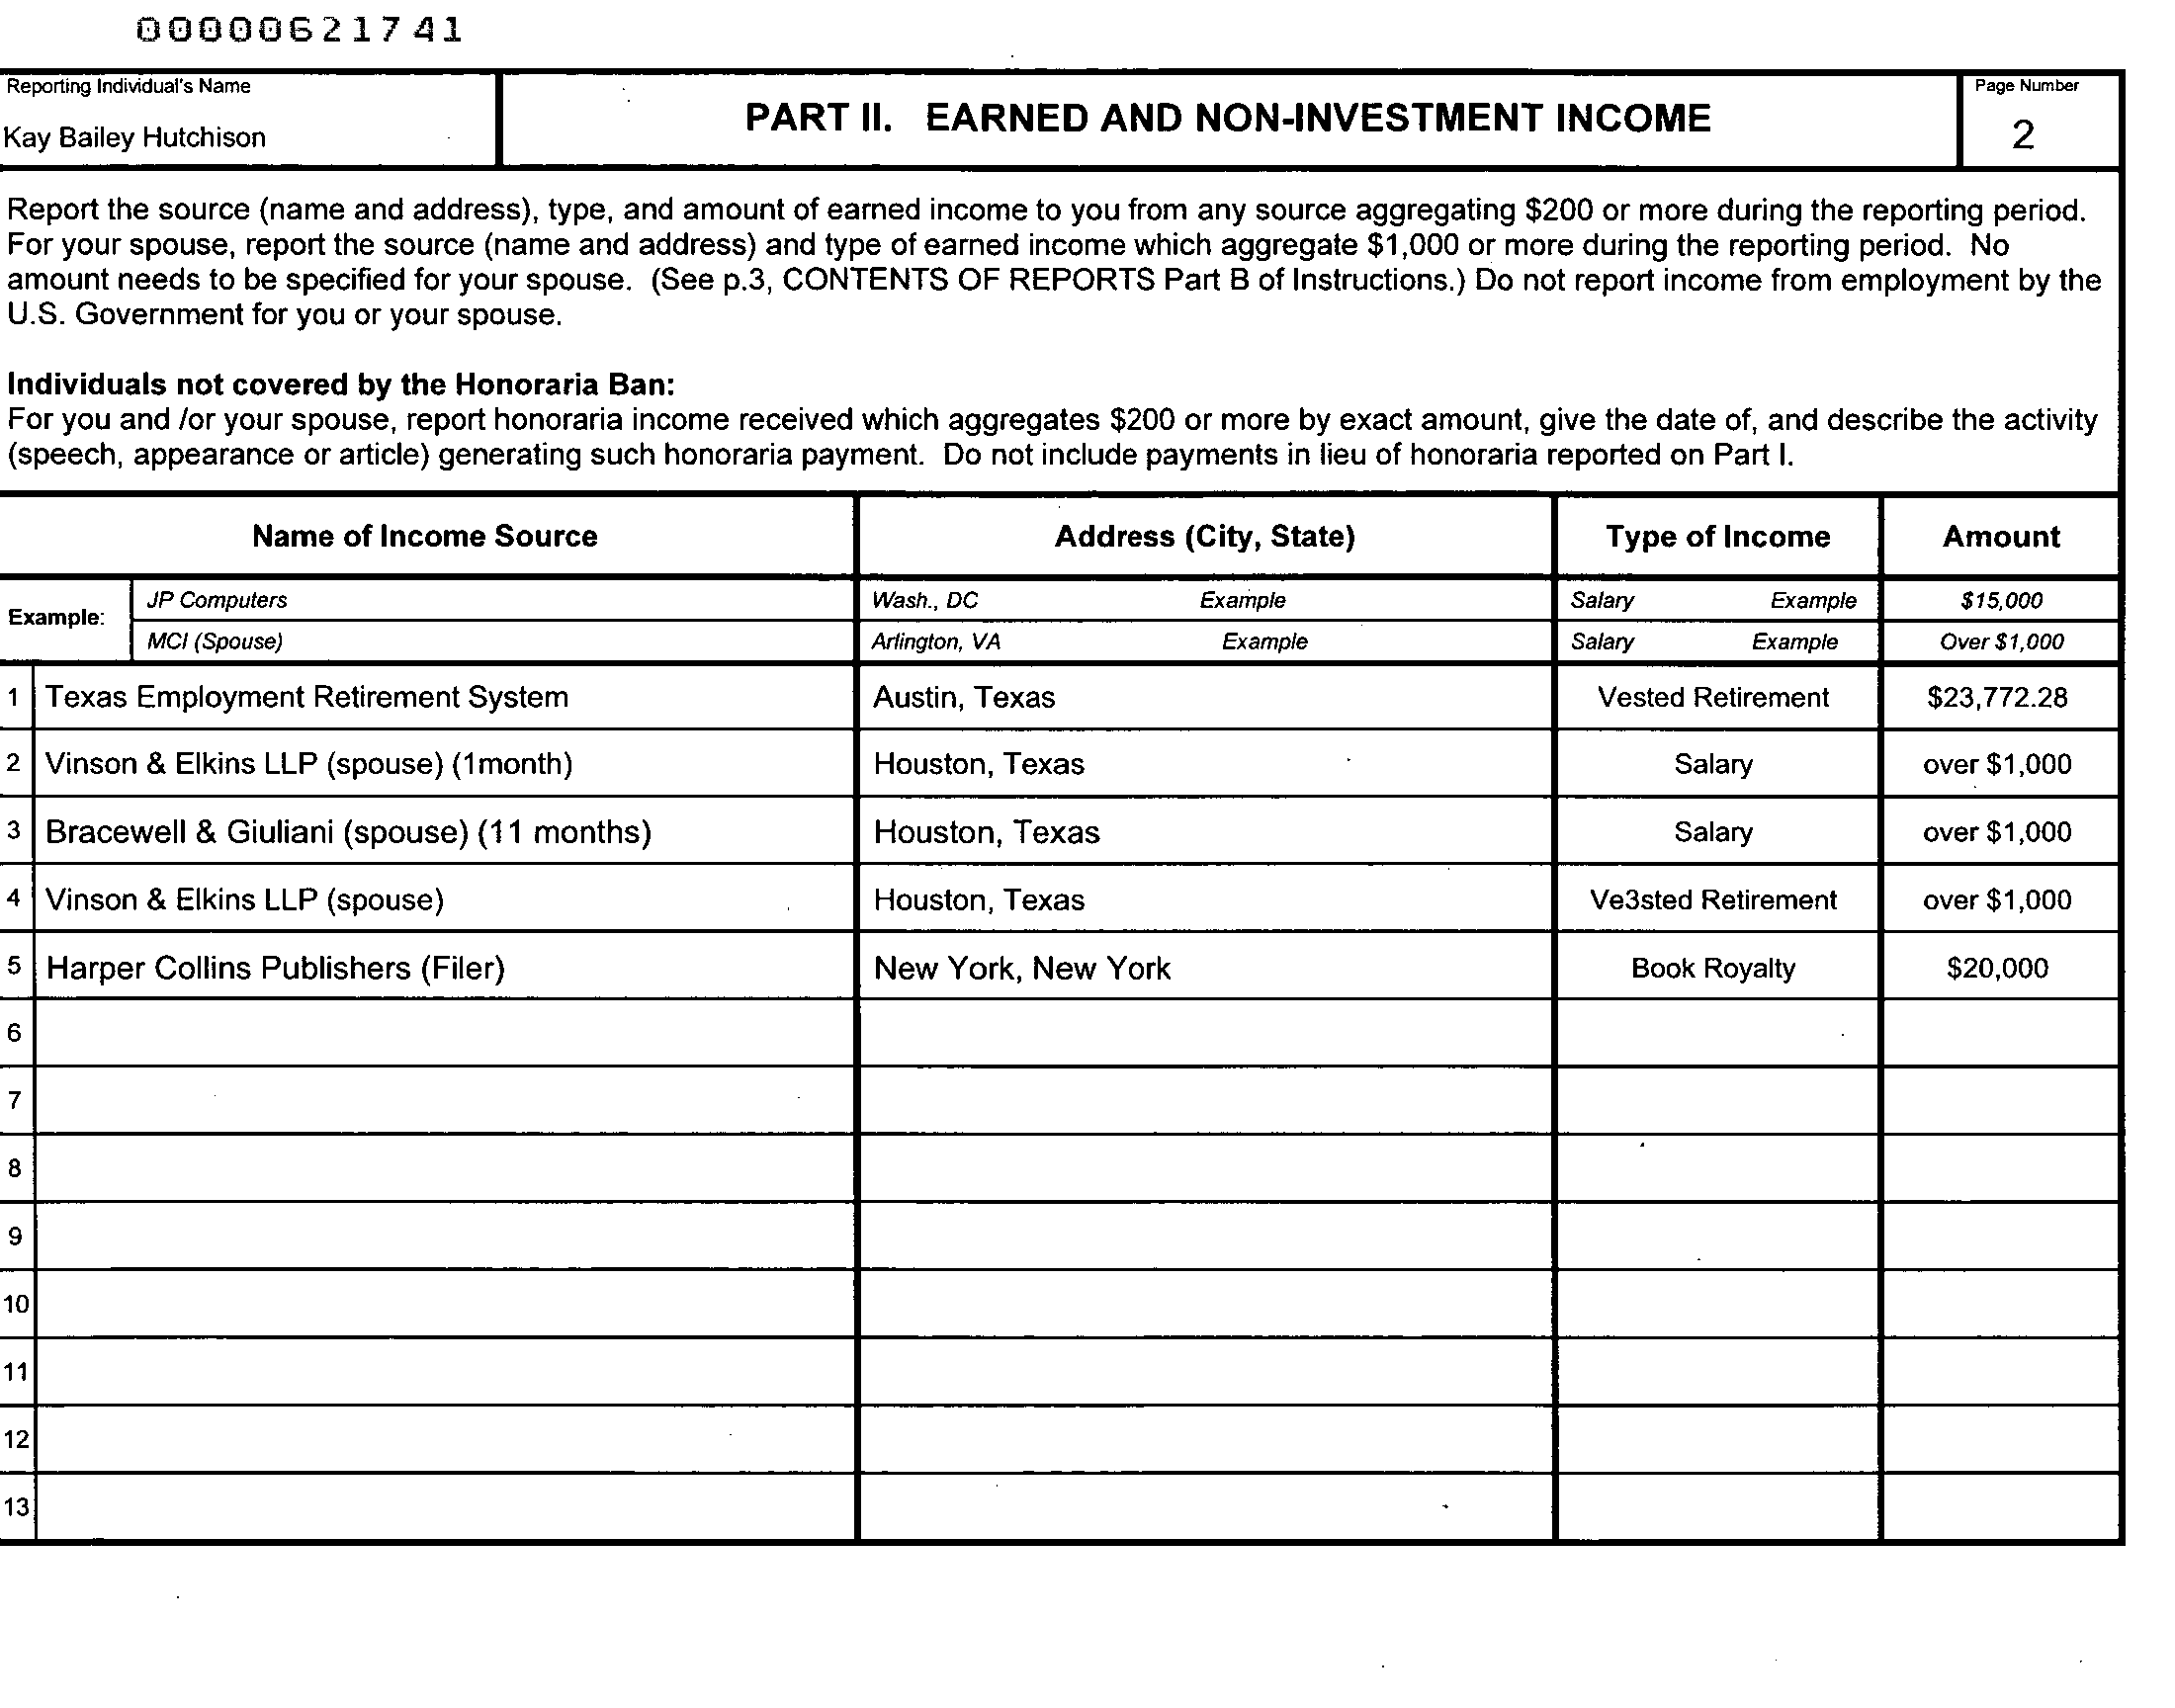 00000621741
Reporting Individual's Name
Kay Bailey Hutchison
PART II. EARNED AND NON-INVESTMENT INCOME
Page Number
2
Report the source (name and address), type, and amount of earned income to you from any source aggregating $200 or more during the reporting period.
For your spouse, report the source (name and address) and type of earned income which aggregate $1,000 or more during the reporting period. No
amount needs to be specified for your spouse. (See p.3, CONTENTS OF REPORTS Part B of Instructions.) Do not report income from employment by the
U.S. Government for you or your spouse.
Individuals not covered by the Honoraria Ban:
For you and /or your spouse, report honoraria income received which aggregates $200 or more by exact amount, give the date of, and describe the activity
(speech, appearance or article) generating such honoraria payment. Do not include payments in lieu of honoraria reported on Part I.
Name of Income Source Address (City, State) Type of Income Amount
Example: JP Computers Wash., DC Example Salary Example $15,000
MCI (Spouse) Arlington, VA Example Salary Example Over $1,000
1 Texas Employment Retirement System Austin, Texas Vested Retirement $23,772.28
2 Vinson & Elkins LLP (spouse) (1month) Houston, Texas Salary over $1,000
3 Bracewell & Giuliani (spouse) (11 months) Houston, Texas Salary over $1,000
4 Vinson & Elkins LLP (spouse) Houston, Texas Ve3sted Retirement over $1,000
5 Harper Collins Publishers (Filer) New York, New York Book Royalty $20,000
6
7
8
9
10
11
12
13